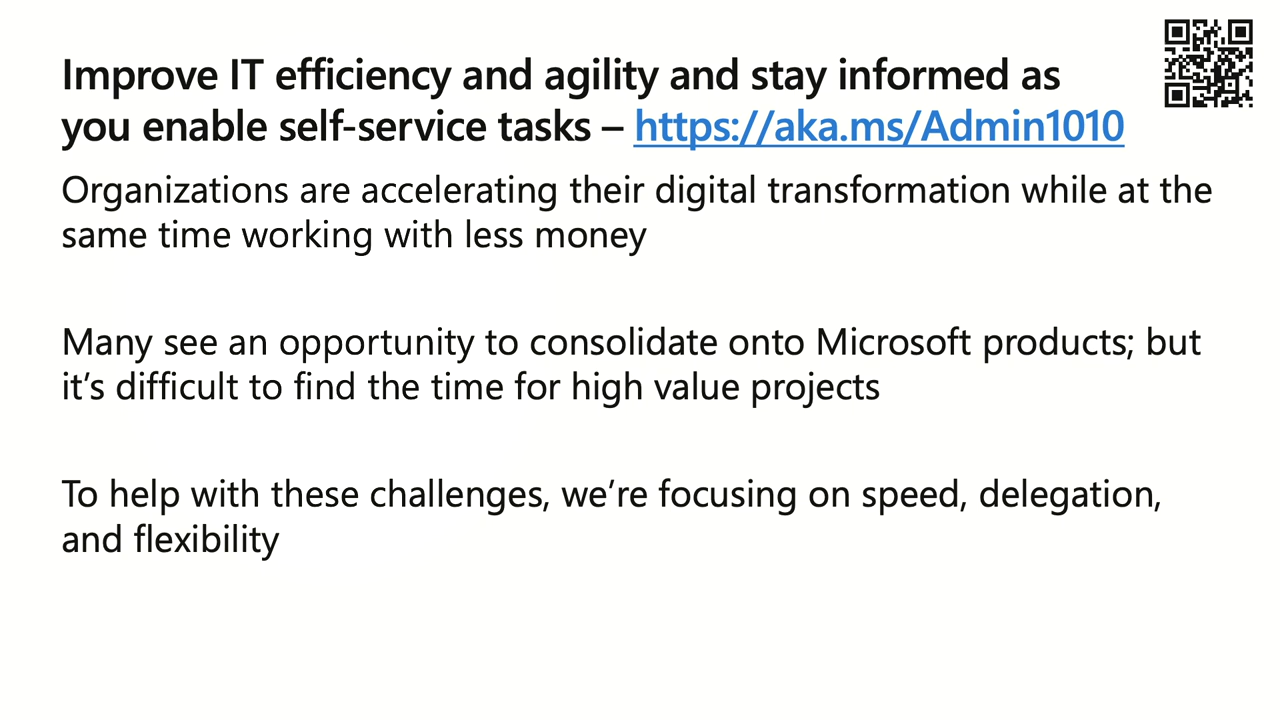 Improve IT efficiency and agility and stay informed as
you enable self-service tasks – https://aka.ms/Admin1010
Organizations are accelerating their digital transformation while at the
same time working with less money
Many see an opportunity to consolidate onto Microsoft products; but
it’s difficult to find the time for high value projects
To help with these challenges, we’re focusing on speed, delegation,
and flexibility